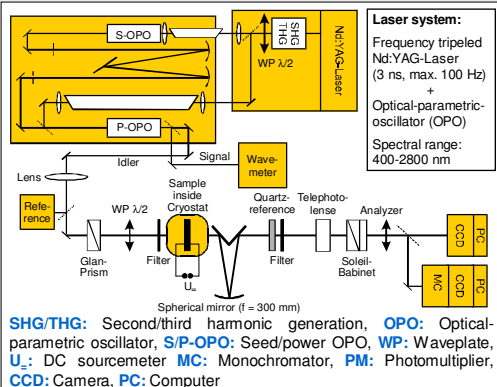 S-OPO
SHG
THG
WP λ/2
Nd:YAG-Laser
P-OPO
Laser system:
Frequency tripeled
Nd:YAG-Laser
(3 ns, max. 100 Hz)
+
Optical-parametric-
oscillator (OPO)
Spectral range:
400-2800 nm
Idler
Signal
Wave-
meter
Lens
Refe-
rence
WP λ/2
Sample
inside
Cryostat
Quartz-
reference
Telephoto-
lense
Analyzer
Glan-
Prism
Filter
U=
Filter
Soleil-
Babinet
CCD
PC
MC
CCD
PC
Spherical mirror (f = 300 mm)
SHG/THG: Second/third harmonic generation, OPO: Optical-
parametric oscillator, S/P-OPO: Seed/power OPO, WP: Waveplate,
U=: DC sourcemeter MC: Monochromator, PM: Photomultiplier,
CCD: Camera, PC: Computer